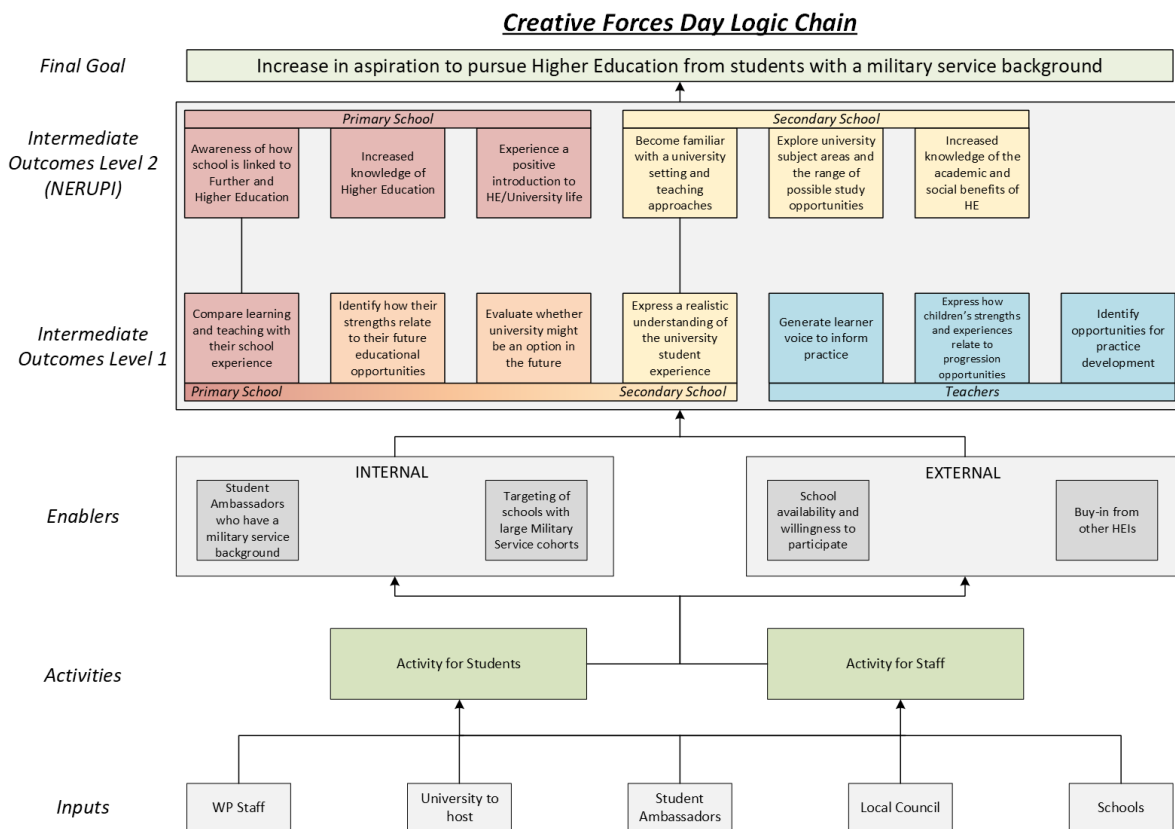 Creative Forces Day Logic Chain
Final Goal
Increase in aspiration to pursue Higher Education from students with a military service background
Intermediate
Outcomes Level 2
(NERUPI)
Primary School
Awareness of how
school is linked to
Further and
Higher Education
Increased
knowledge of
Higher Education
Experience a
positive
introduction to
HE/University life
Secondary School
Become familiar
with a university
setting and
teaching
approaches
Explore university
subject areas and
the range of
possible study
opportunities
Increased
knowledge of the
academic and
social benefits of
HE
Intermediate
Outcomes Level 1
Compare learning
and teaching with
their school
experience
Identify how their
strengths relate
to their future
educational
opportunities
Evaluate whether
university might
be an option in
the future
Express a realistic
understanding of
the university
student
experience
Primary School
Secondary School
Generate learner
voice to inform
practice
Express how
children's strengths
and experiences
relate to
progression
opportunities
Identify
opportunities for
practice
development
Teachers
Enablers
INTERNAL
Student
Ambassadors
who have a
military service
background
Targeting of
schools with
large Military
Service cohorts
EXTERNAL
School
availability and
willingness to
participate
Buy-in from
other HEIs
Activities
Activity for Students
Activity for Staff
Inputs
WP Staff
University to
host
Student
Ambassadors
Local Council
Schools